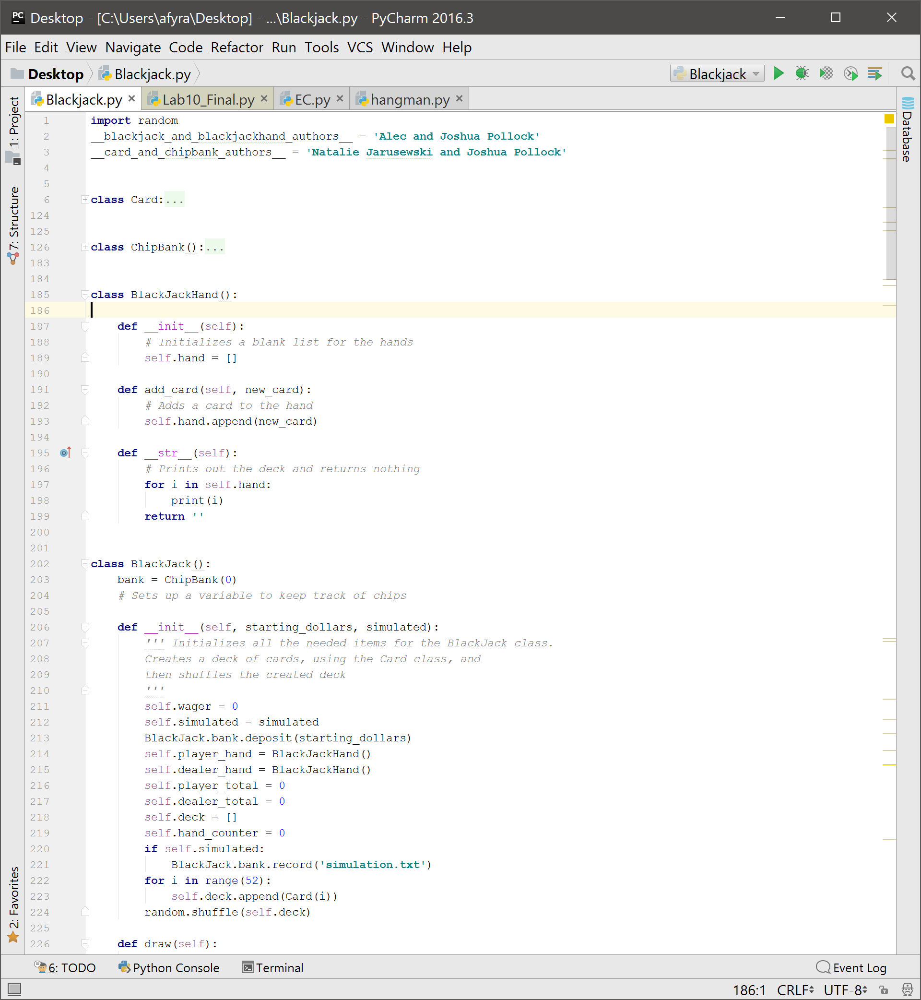 PC Desktop - [C:\Users\afyra\Desktop] - ...\Blackjack.py - PyCharm 2016.3
File Edit View Navigate Code Refactor Run Tools VCS Window Help
Desktop Blackjack.py Blackjack
Blackjack.py Lab10_Final.py EC.py hangman.py
1: Project
7: Structure
2: Favorites
Database
1 import random
2 __blackjack_and_blackjackhand_authors__ = 'Alec and Joshua Pollock'
3 __card_and_chipbank_authors__ = 'Natalie Jarusewski and Joshua Pollock'
4
5
6 class Card:...
124
125
126 class ChipBank():...
183
184
185 class BlackJackHand():
186
187     def __init__(self):
188         # Initializes a blank list for the hands
189         self.hand = []
190
191     def add_card(self, new_card):
192         # Adds a card to the hand
193         self.hand.append(new_card)
194
195     def __str__(self):
196         # Prints out the deck and returns nothing
197         for i in self.hand:
198             print(i)
199         return ''
200
201
202 class BlackJack():
203     bank = ChipBank(0)
204     # Sets up a variable to keep track of chips
205
206     def __init__(self, starting_dollars, simulated):
207         ''' Initializes all the needed items for the BlackJack class.
208         Creates a deck of cards, using the Card class, and
209         then shuffles the created deck
210         '''
211         self.wager = 0
212         self.simulated = simulated
213         BlackJack.bank.deposit(starting_dollars)
214         self.player_hand = BlackJackHand()
215         self.dealer_hand = BlackJackHand()
216         self.player_total = 0
217         self.dealer_total = 0
218         self.deck = []
219         self.hand_counter = 0
220         if self.simulated:
221             BlackJack.bank.record('simulation.txt')
222         for i in range(52):
223             self.deck.append(Card(i))
224         random.shuffle(self.deck)
225
226     def draw(self):
6: TODO Python Console Terminal Event Log
186:1 CRLF UTF-8